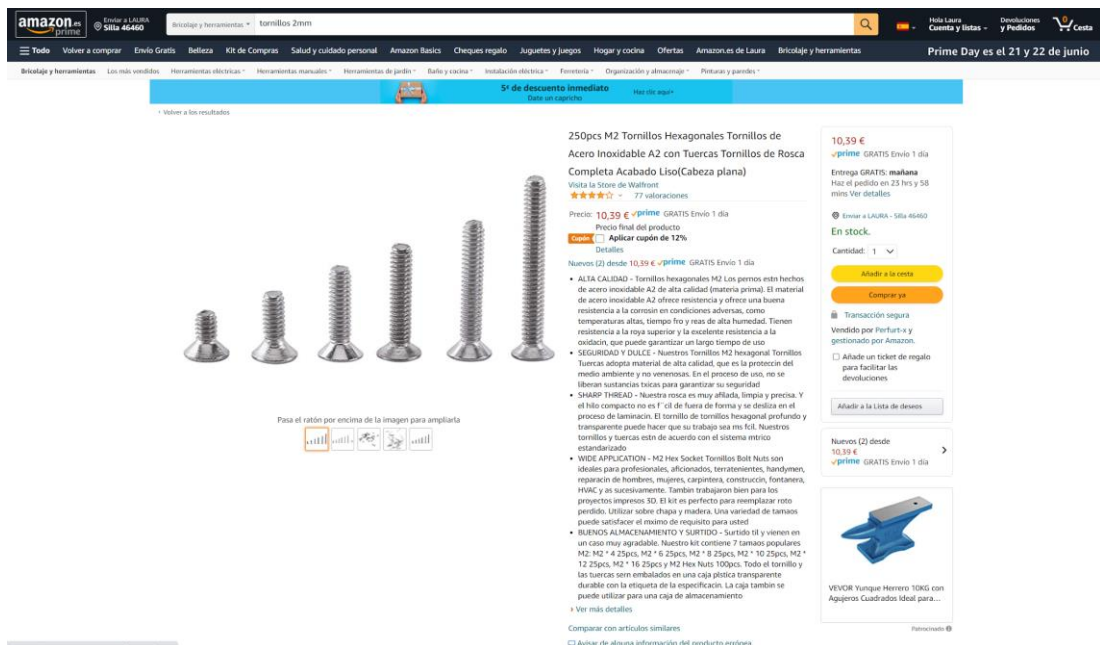 amazon.es
prime
Enviar a LAURA
Silla 46460
Bricolaje y herramientas
tornillos 2mm
Hola Laura
Cuenta y listas
Devoluciones
y Pedidos
0
Cesta
Todo Volver a comprar Envío Gratis Belleza Kit de Compras Salud y cuidado personal Amazon Basics Cheques regalo Juguetes y juegos Hogar y cocina Ofertas Amazon.es de Laura Bricolaje y herramientas
Prime Day es el 21 y 22 de junio
Bricolaje y herramientas Los más vendidos Herramientas eléctricas Herramientas manuales Herramientas de jardín Baño y cocina Instalación eléctrica Ferretería Organización y almacenaje Pinturas y paredes
5€ de descuento inmediato
Date un capricho
Haz clic aquí
Volver a los resultados
Pasa el ratón por encima de la imagen para ampliarla
250pcs M2 Tornillos Hexagonales Tornillos de
Acero Inoxidable A2 con Tuercas Tornillos de Rosca
Completa Acabado Liso(Cabeza plana)
Visita la Store de Walfront
77 valoraciones
Precio: 10,39 € prime GRATIS Envío 1 día
Precio final del producto
Cupón Aplicar cupón de 12%
Detalles
Nuevos (2) desde 10,39 € prime GRATIS Envío 1 día
• ALTA CALIDAD - Tornillos hexagonales M2 Los pernos estn hechos
de acero inoxidable A2 de alta calidad (materia prima). El material
de acero inoxidable A2 ofrece resistencia y ofrece una buena
resistencia a la corrosin en condiciones adversas, como
temperaturas altas, tiempo fro y reas de alta humedad. Tienen
resistencia a la roya superior y la excelente resistencia a la
oxidacin, que puede garantizar un largo tiempo de uso
• SEGURIDAD Y DULCE - Nuestros Tornillos M2 hexagonal Tornillos
Tuercas adopta material de alta calidad, que es la proteccin del
medio ambiente y no venenosas. En el proceso de uso, no se
liberan sustancias txicas para garantizar su seguridad
• SHARP THREAD - Nuestra rosca es muy afilada, limpia y precisa. Y
el hilo compacto no es f¨cil de fuera de forma y se desliza en el
proceso de laminacin. El tornillo de tornillos hexagonal profundo y
transparente puede hacer que su trabajo sea ms fcil. Nuestros
tornillos y tuercas estn de acuerdo con el sistema mtrico
estandarizado
• WIDE APPLICATION - M2 Hex Socket Tornillos Bolt Nuts son
ideales para profesionales, aficionados, terratenientes, handymen,
reparacin de hombres, mujeres, carpintera, construccin, fontanera,
HVAC y as sucesivamente. Tambin trabajaron bien para los
proyectos impresos 3D. El kit es perfecto para reemplazar roto
perdido. Utilizar sobre chapa y madera. Una variedad de tamaos
puede satisfacer el mximo de requisito para usted
• BUENOS ALMACENAMIENTO Y SURTIDO - Surtido til y vienen en
un caso muy agradable. Nuestro kit contiene 7 tamaos populares
M2: M2 * 4 25pcs, M2 * 6 25pcs, M2 * 8 25pcs, M2 * 10 25pcs, M2 *
12 25pcs, M2 * 16 25pcs y M2 Hex Nuts 100pcs. Todo el tornillo y
las tuercas sern embalados en una caja plstica transparente
durable con la etiqueta de la especificacin. La caja tambin se
puede utilizar para una caja de almacenamiento
Ver más detalles
Comparar con artículos similares
Avisar de alguna información del producto errónea
10,39 €
prime GRATIS Envío 1 día
Entrega GRATIS: mañana
Haz el pedido en 23 hrs y 58
mins Ver detalles
Enviar a LAURA - Silla 46460
En stock.
Cantidad: 1
Añadir a la cesta
Comprar ya
Transacción segura
Vendido por Perfurt-x y
gestionado por Amazon.
Añade un ticket de regalo
para facilitar las
devoluciones
Añadir a la Lista de deseos
Nuevos (2) desde
10,39 €
prime GRATIS Envío 1 día
VEVOR Yunque Herrero 10KG con
Agujeros Cuadrados Ideal para...
Patrocinado